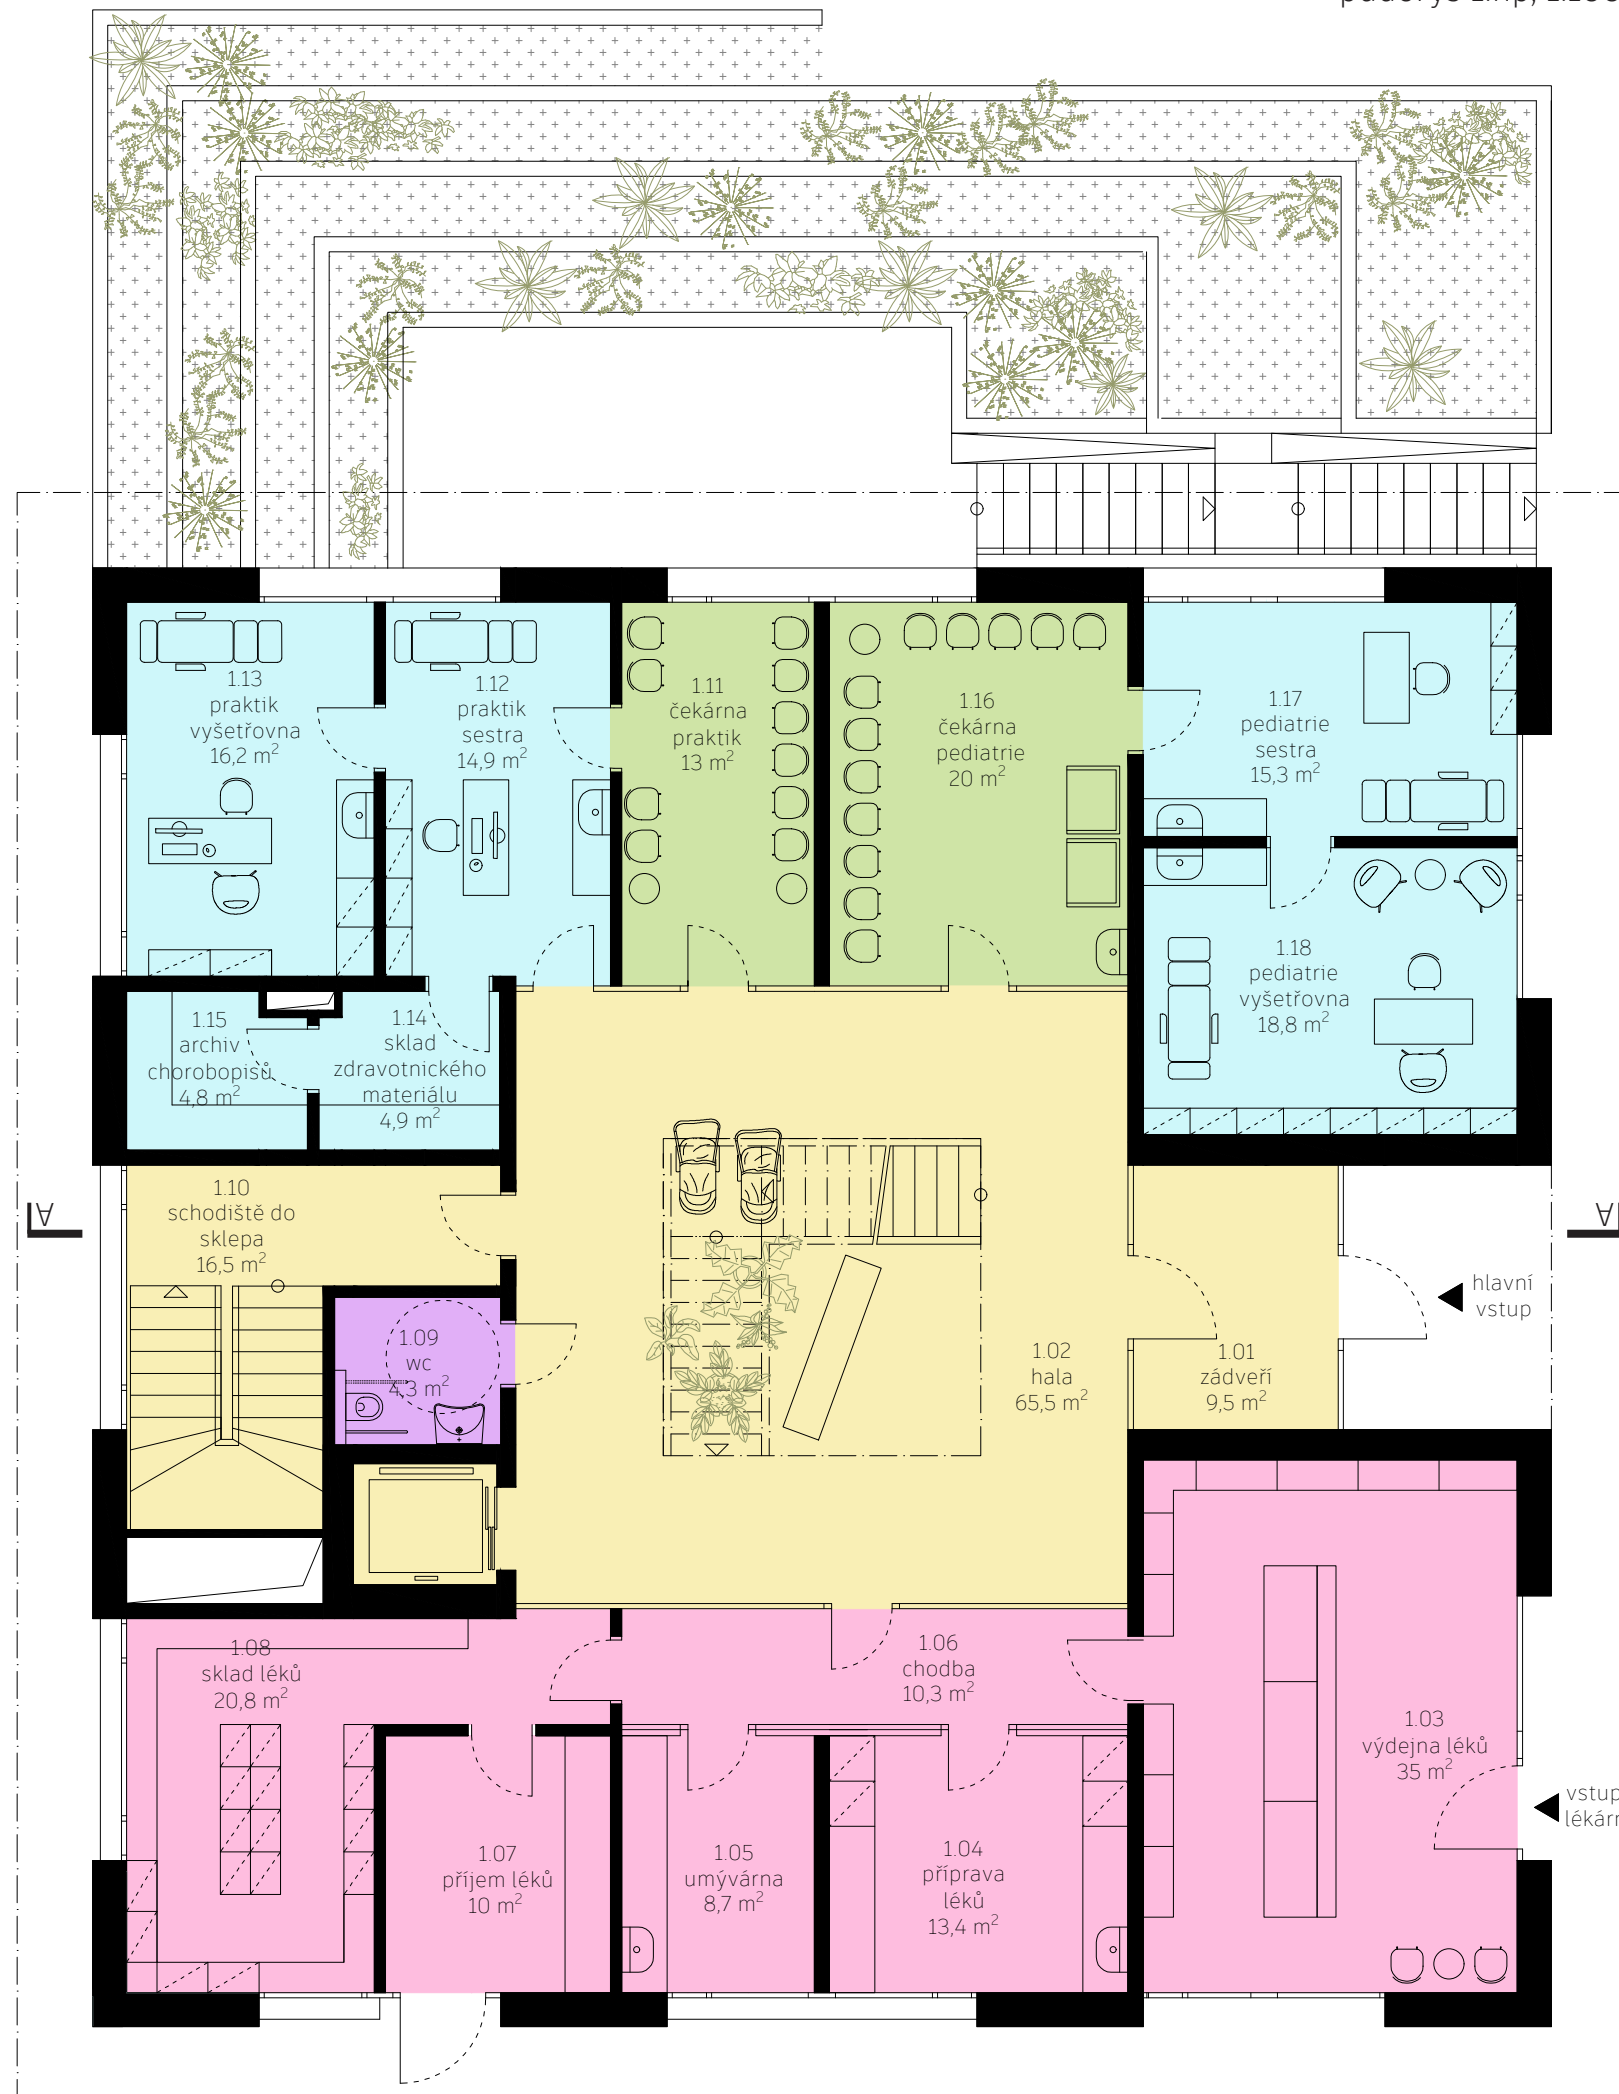 1.13
praktik
vyšetřovna
16,2 m²
1.12
praktik
sestra
14,9 m²
1.11
čekárna
praktik
13 m²
1.16
čekárna
pediatrie
20 m²
1.17
pediatrie
sestra
15,3 m²
1.18
pediatrie
vyšetřovna
18,8 m²
1.15
archiv
chorobopisů
4,8 m²
1.14
sklad
zdravotnického
materiálu
4,9 m²
1.10
schodiště do
sklepa
16,5 m²
A
A
hlavní
vstup
1.09
wc
4,3 m²
1.02
hala
65,5 m²
1.01
zádveří
9,5 m²
1.08
sklad léků
20,8 m²
1.06
chodba
10,3 m²
1.03
výdejna léků
35 m²
vstup
1.07
příjem léků
10 m²
1.05
umývárna
8,7 m²
1.04
příprava
léků
13,4 m²